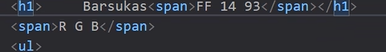 <h1>     Barsukas<span>FF 14 93</span></h1>
<span>R G B</span>
<ul>